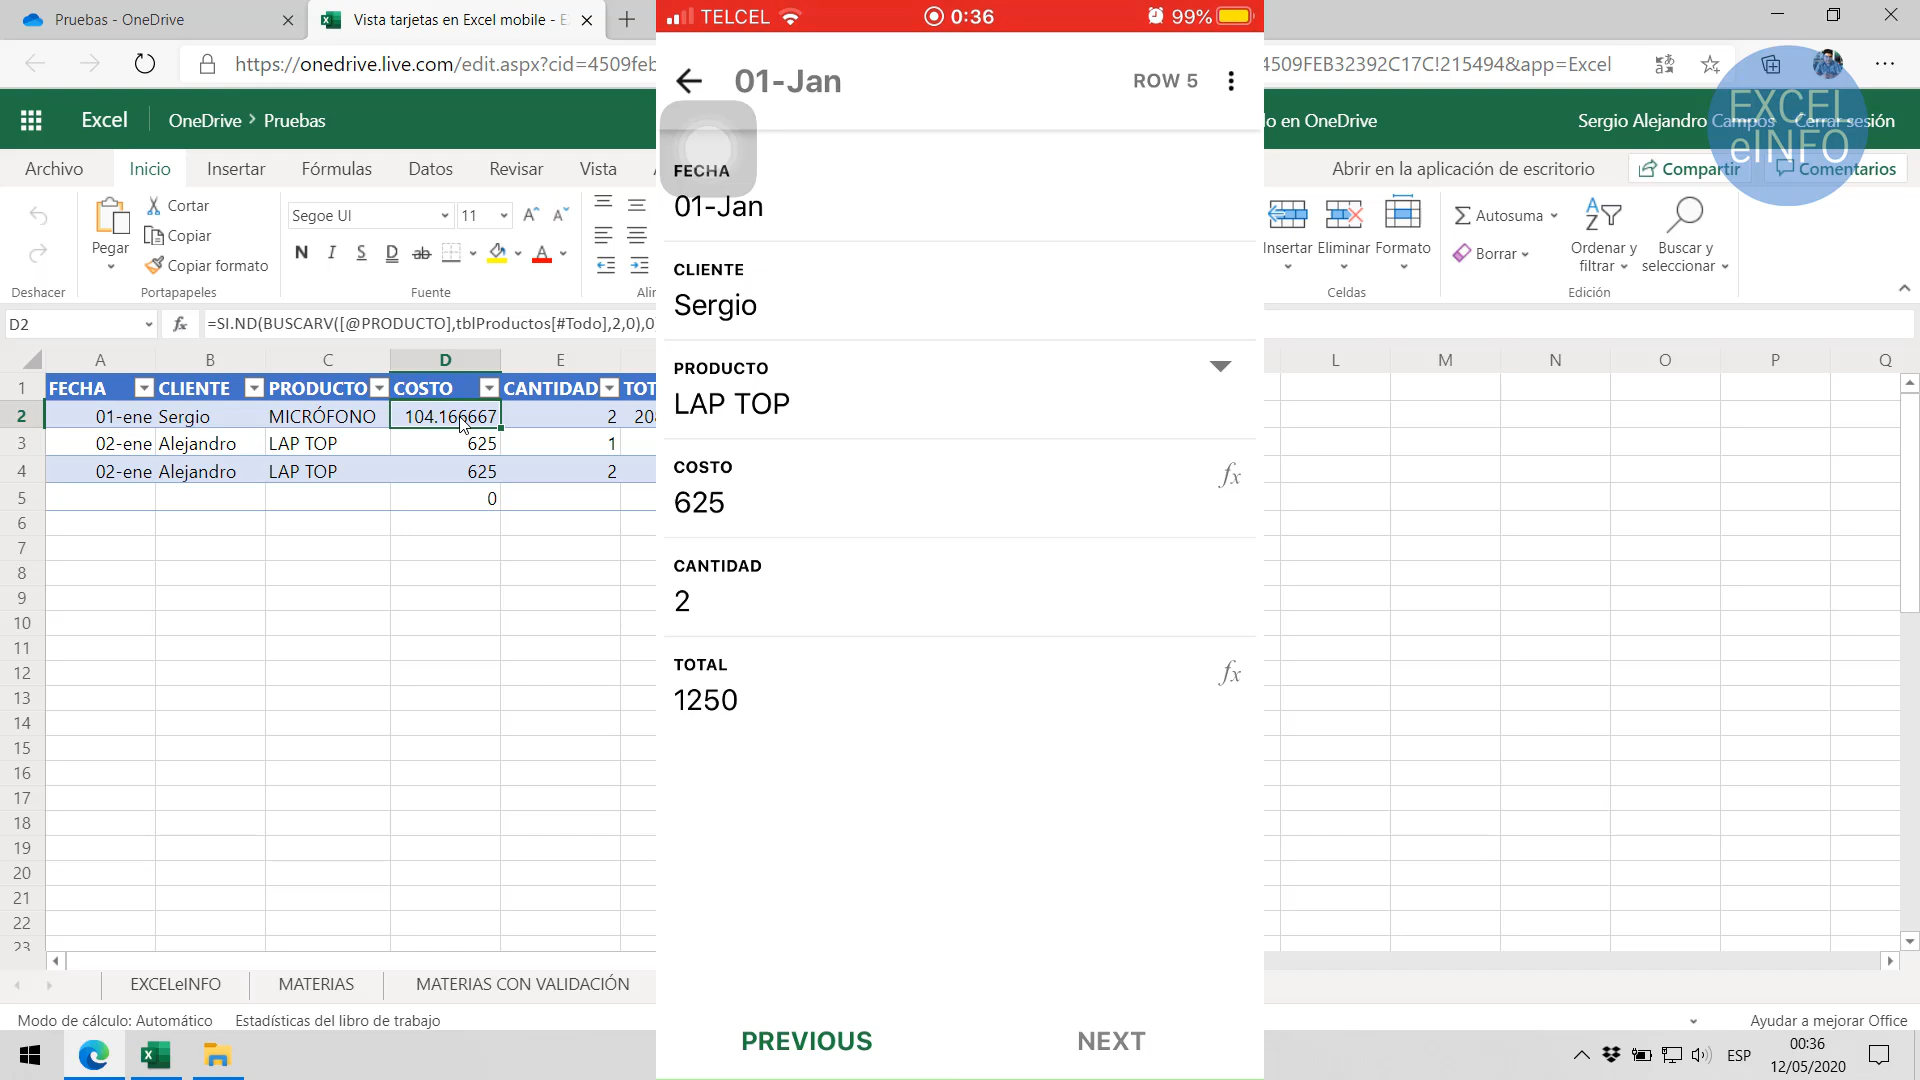 Pruebas - OneDrive
Vista tarjetas en Excel mobile - E
TELCEL
0:36
99%
https://onedrive.live.com/edit.aspx?cid=4509feb
4509FEB32392C17C!215494&app=Excel
01-Jan
ROW 5
Excel
OneDrive > Pruebas
lo en OneDrive
Sergio Alejandro Campos
Cerrar sesión
EXCEL
eINFO
Archivo
Inicio
Insertar
Fórmulas
Datos
Revisar
Vista
Abrir en la aplicación de escritorio
Compartir
Comentarios
Pegar
Cortar
Copiar
Copiar formato
Segoe UI
11
N I S D ab A
Deshacer
Portapapeles
Fuente
Alir
Insertar
Eliminar
Formato
Autosuma
Borrar
Ordenar y
filtrar
Buscar y
seleccionar
Celdas
Edición
D2
fx
=SI.ND(BUSCARV([@PRODUCTO],tblProductos[#Todo],2,0),0
A B C D E
L M N O P Q
1 FECHA CLIENTE PRODUCTO COSTO CANTIDAD TOT
2 01-ene Sergio MICRÓFONO 104.166667 2 20
3 02-ene Alejandro LAP TOP 625 1
4 02-ene Alejandro LAP TOP 625 2
5 0
6
7
8
9
10
11
12
13
14
15
16
17
18
19
20
21
22
23
FECHA
01-Jan
CLIENTE
Sergio
PRODUCTO
LAP TOP
COSTO
fx
625
CANTIDAD
2
TOTAL
fx
1250
PREVIOUS
NEXT
EXCELeINFO
MATERIAS
MATERIAS CON VALIDACIÓN
Modo de cálculo: Automático
Estadísticas del libro de trabajo
Ayudar a mejorar Office
ESP
00:36
12/05/2020